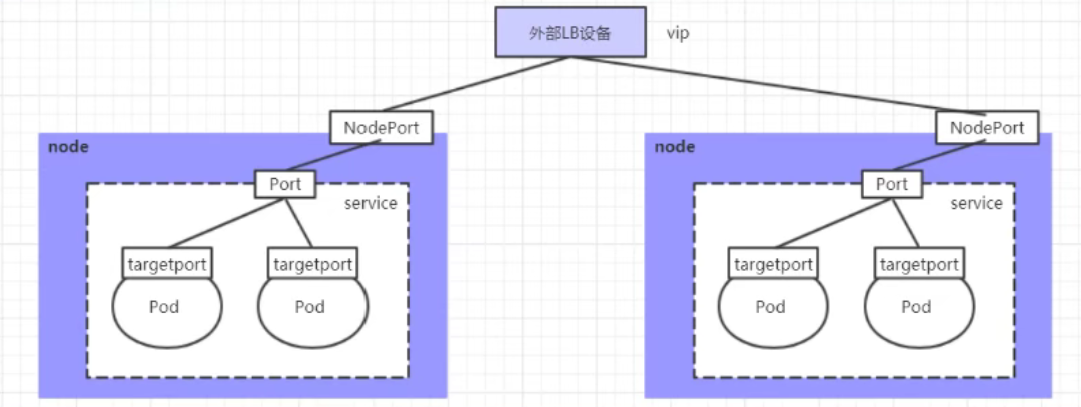 外部LB设备
vip
NodePort
NodePort
node
node
Port
Port
service
service
targetport
targetport
targetport
targetport
Pod
Pod
Pod
Pod